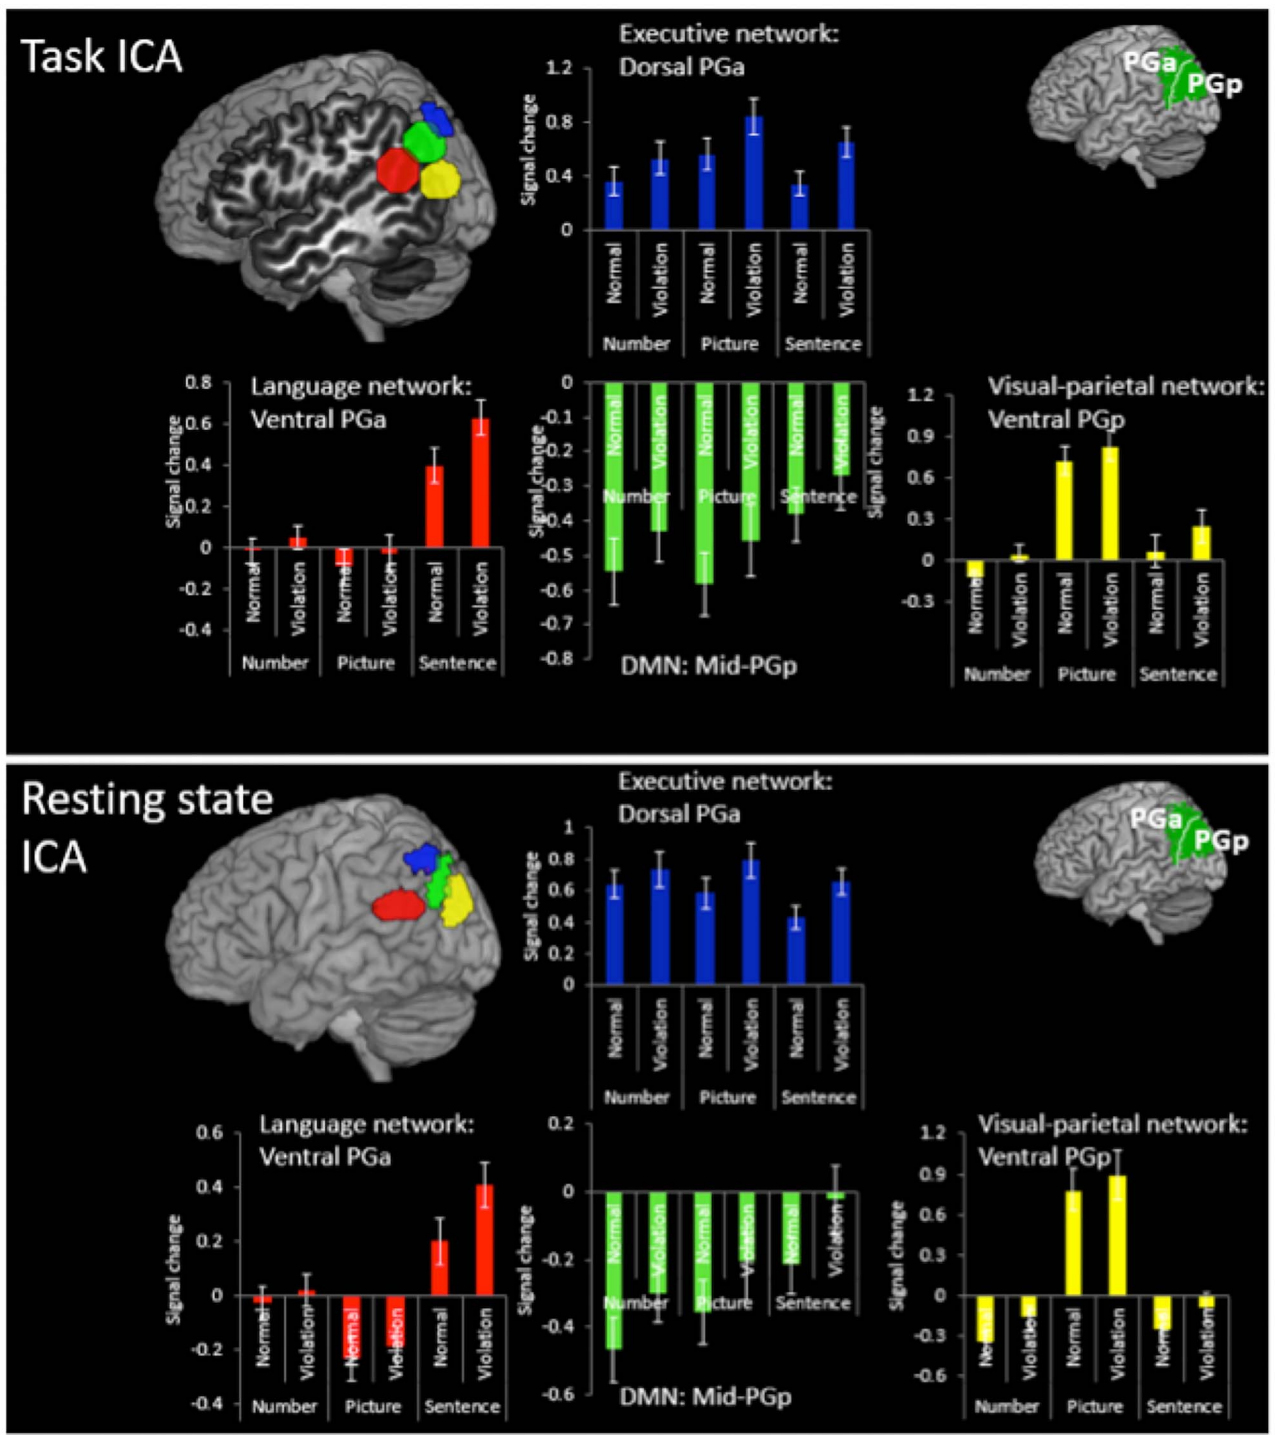 Task ICA
Executive network:
Dorsal PGa
PGa
PGp
Signal change
1.2
0.8
0.4
0
Normal
Violation
Normal
Violation
Normal
Violation
Number
Picture
Sentence
Language network:
Ventral PGa
Signal change
0.8
0.6
0.4
0.2
0
-0.2
-0.4
Normal
Violation
Normal
Violation
Normal
Violation
Number
Picture
Sentence
Signal change
0
-0.1
-0.2
-0.3
-0.4
-0.5
-0.6
-0.7
-0.8
Normal
Violation
Normal
Violation
Normal
Violation
Number
Picture
Sentence
DMN: Mid-PGp
Visual-parietal network:
Ventral PGp
Signal change
1.2
0.9
0.6
0.3
0
-0.3
Normal
Violation
Normal
Violation
Normal
Violation
Number
Picture
Sentence
Resting state
ICA
Executive network:
Dorsal PGa
PGa
PGp
Signal change
1
0.8
0.6
0.4
0.2
0
Normal
Violation
Normal
Violation
Normal
Violation
Number
Picture
Sentence
Language network:
Ventral PGa
Signal change
0.6
0.4
0.2
0
-0.2
-0.4
Normal
Violation
Normal
Violation
Normal
Violation
Number
Picture
Sentence
Signal change
0.2
0
-0.2
-0.4
-0.6
Normal
Violation
Normal
Violation
Normal
Violation
Number
Picture
Sentence
DMN: Mid-PGp
Visual-parietal network:
Ventral PGp
Signal change
1.2
0.9
0.6
0.3
0
-0.3
-0.6
Normal
Violation
Normal
Violation
Normal
Violation
Number
Picture
Sentence